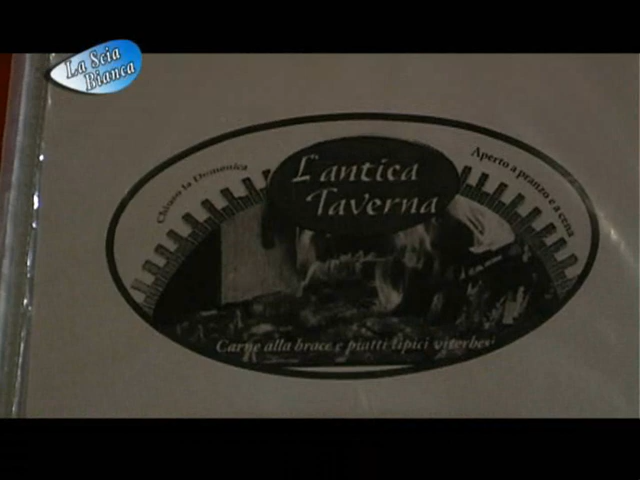 La Scia
Bianca
Chiuso la Domenica
L'antica
Taverna
Aperto a pranzo e a cena
Carne alla brace e piatti tipici viterbesi